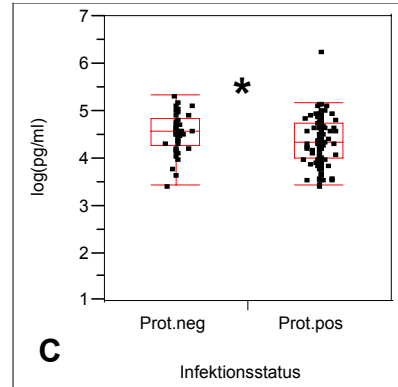 7
6
5
4
3
2
1
log(pg/ml)
*
Prot.neg Prot.pos
C
Infektionsstatus